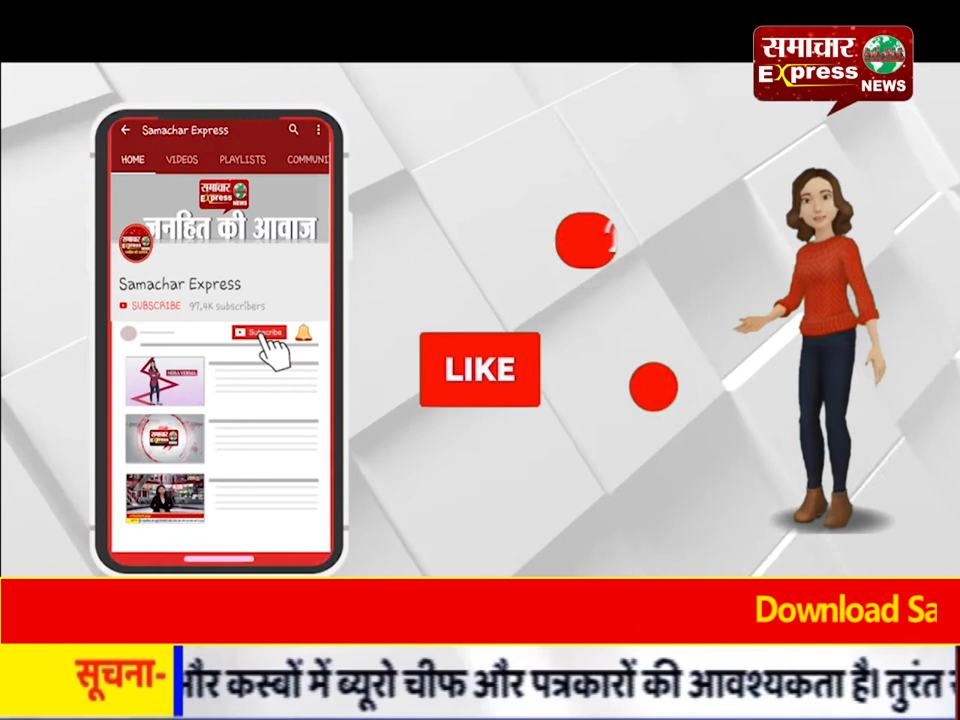 समाचार
Express
NEWS
Samachar Express
HOME VIDEOS PLAYLISTS COMMUNI
समाचार
Express
NEWS
जनहित की आवाज
Samachar Express
SUBSCRIBE 97.4K subscribers
Subscribe
LIKE
Download Sa
सूचना- और कस्बों में ब्यूरो चीफ और पत्रकारों की आवश्यकता है। तुरंत